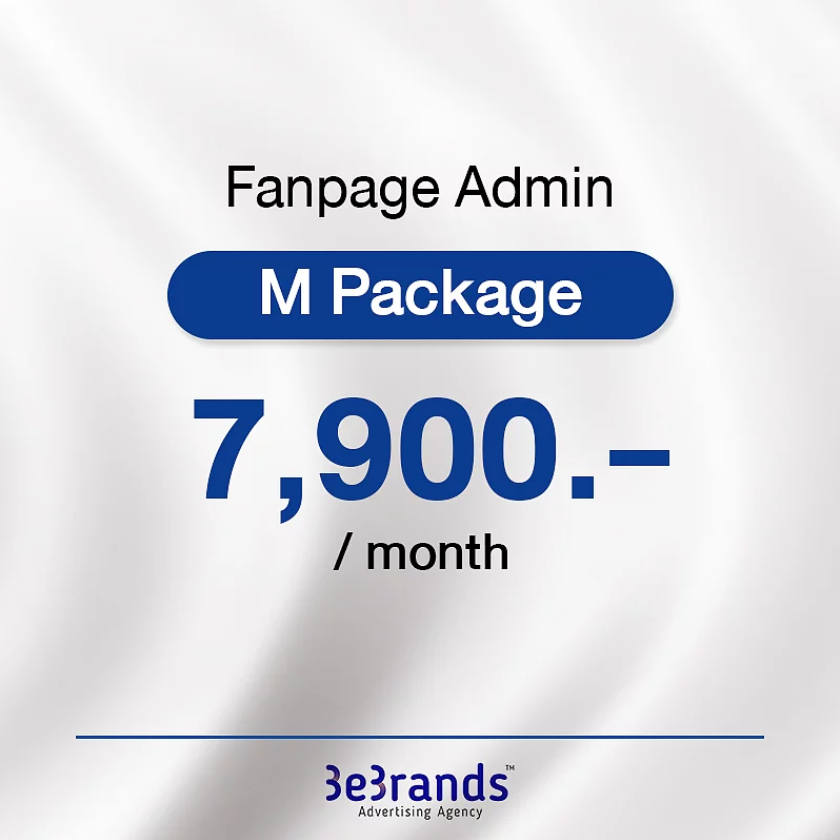 Fanpage Admin
M Package
7,900.–
/ month
BeBrands™
Advertising Agency